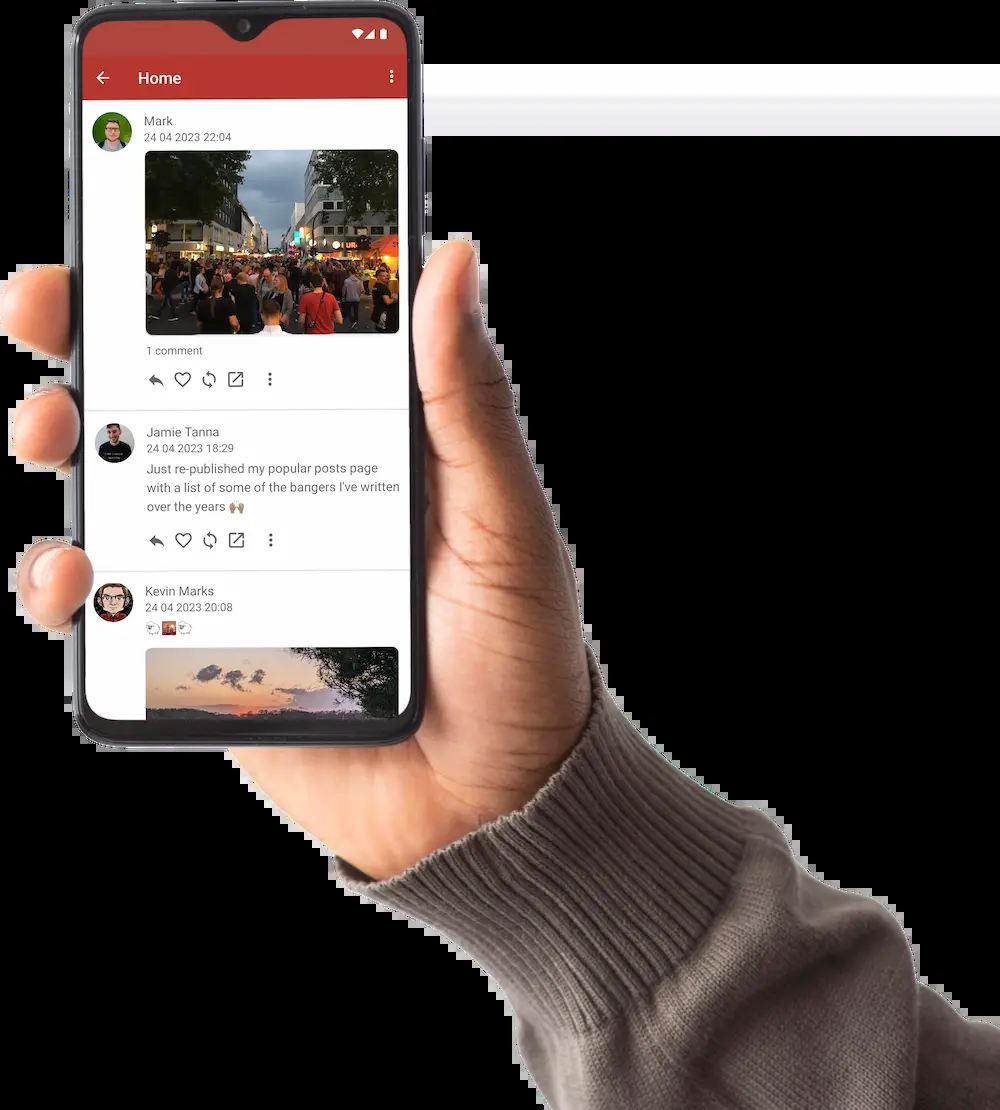 Home
Mark
24 04 2023 22:04
1 comment
Jamie Tanna
24 04 2023 18:29
Just re-published my popular posts page
with a list of some of the bangers I've written
over the years 🙌🏽
Kevin Marks
24 04 2023 20:08
🐑🌇🐑